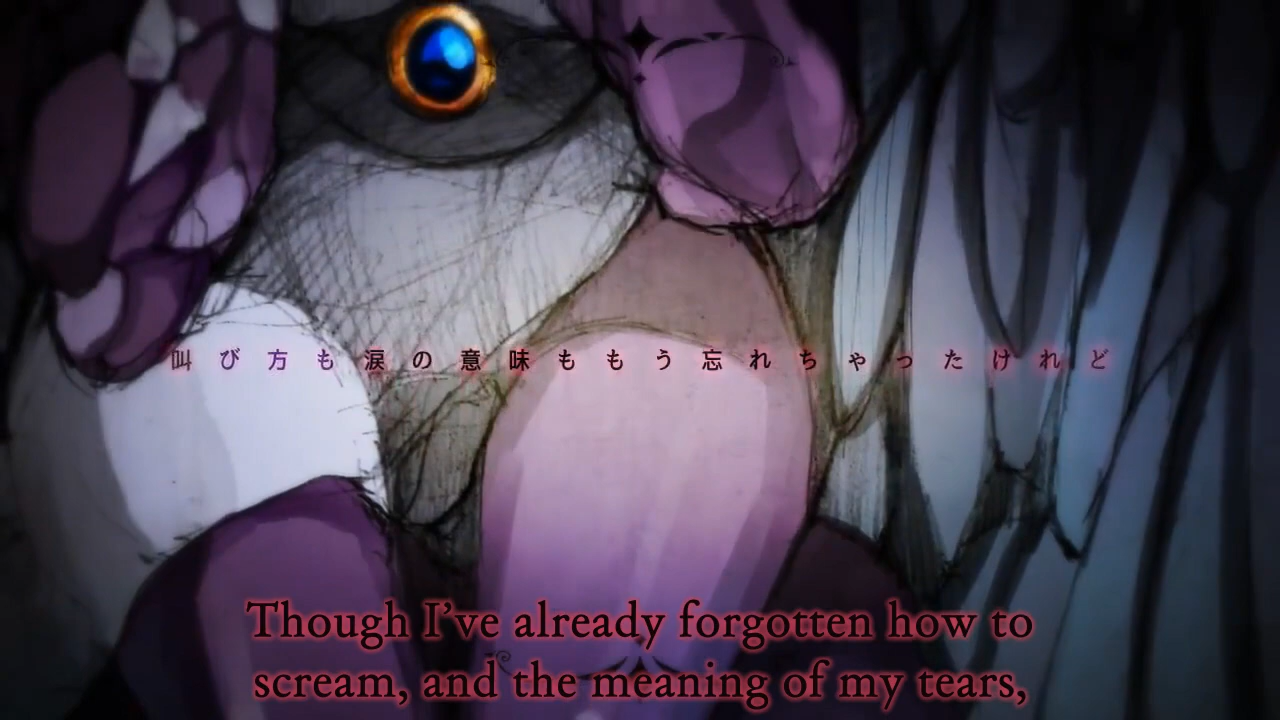 叫び方も涙の意味ももう忘れちゃったけれど
Though I've already forgotten how to
scream, and the meaning of my tears,